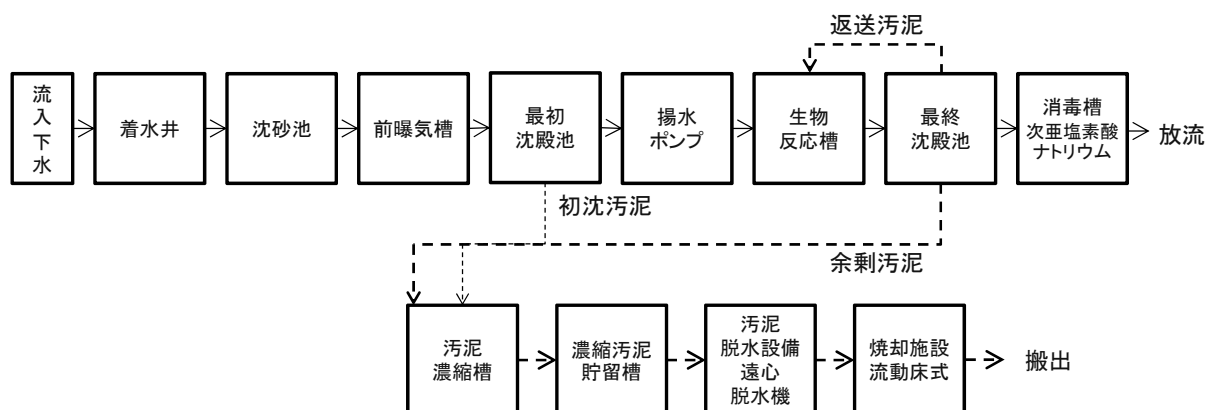 返送汚泥
流
入
下
水
着水井
沈砂池
前曝気槽
最初
沈殿池
揚水
ポンプ
生物
反応槽
最終
沈殿池
消毒槽
次亜塩素酸
ナトリウム
放流
初沈汚泥
余剰汚泥
汚泥
濃縮槽
濃縮汚泥
貯留槽
汚泥
脱水設備
遠心
脱水機
焼却施設
流動床式
搬出